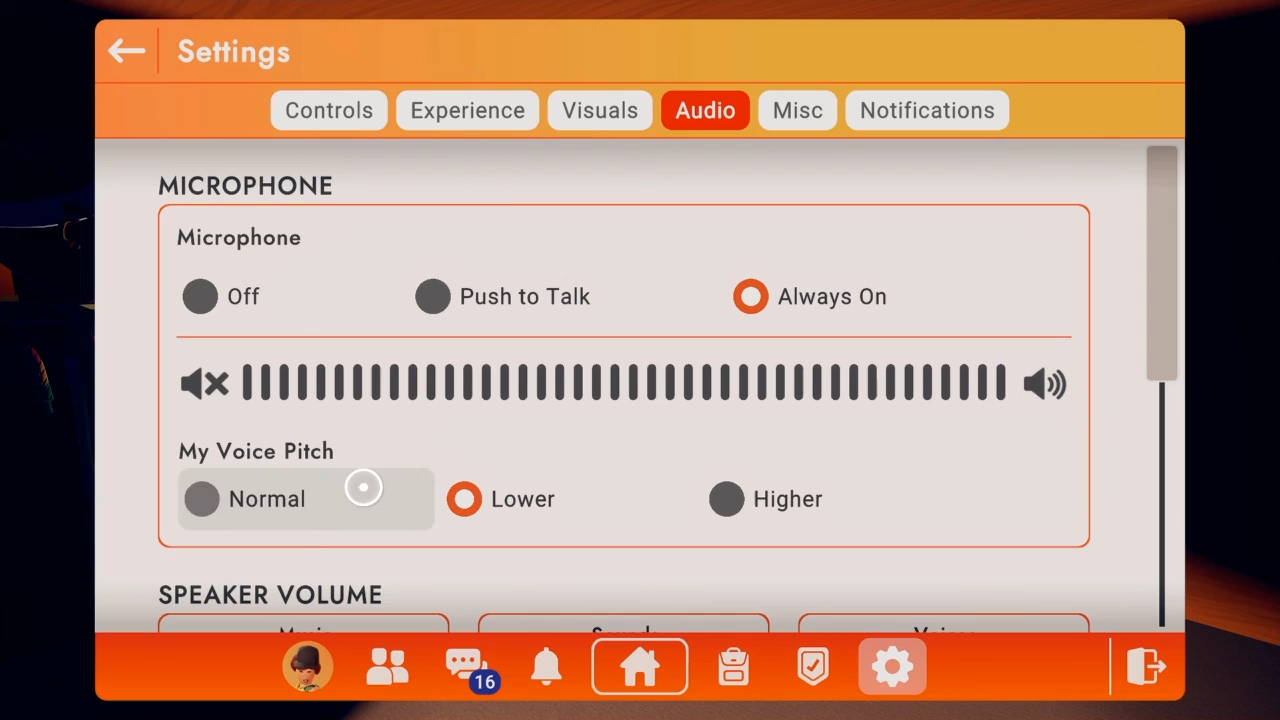 Settings
Controls Experience Visuals Audio Misc Notifications
MICROPHONE
Microphone
Off Push to Talk Always On
My Voice Pitch
Normal Lower Higher
SPEAKER VOLUME
16